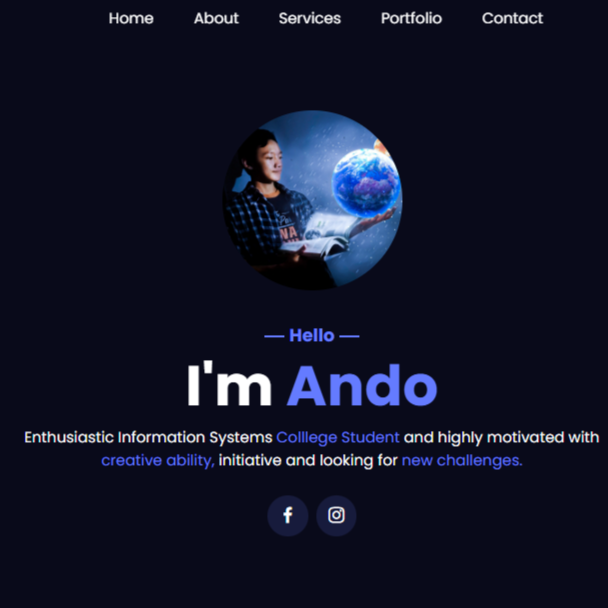 Home About Services Portfolio Contact
NA
— Hello —
I'm Ando
Enthusiastic Information Systems Colllege Student and highly motivated with
creative ability, initiative and looking for new challenges.